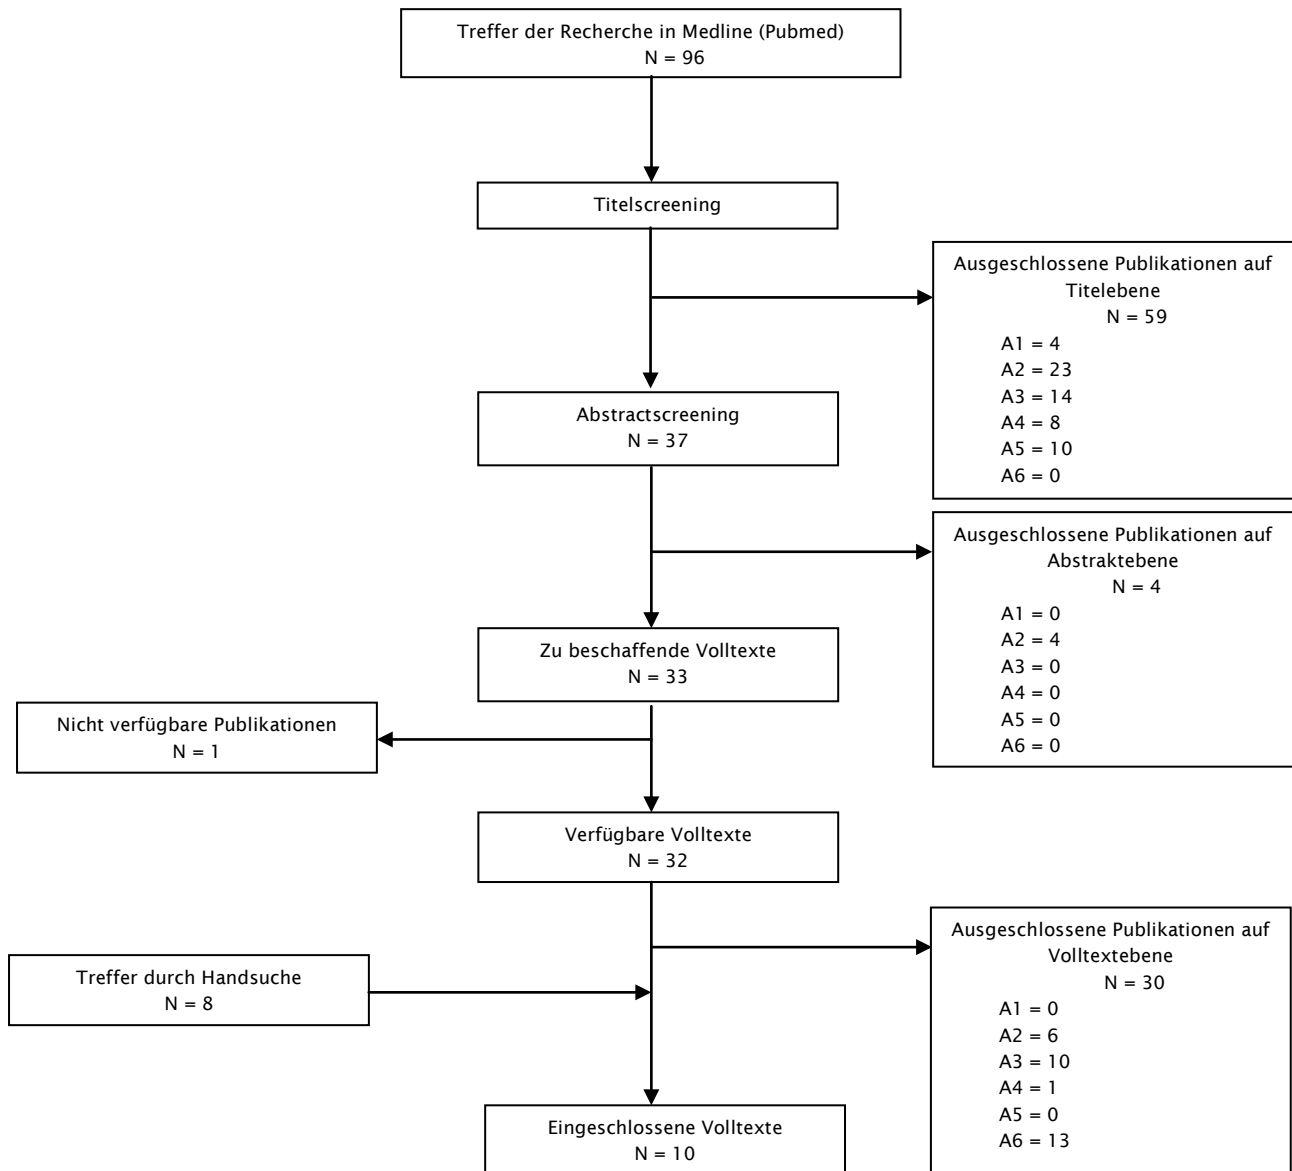 Treffer der Recherche in Medline (Pubmed)
N = 96
Titelscreening
Ausgeschlossene Publikationen auf
Titelebene
N = 59
A1 = 4
A2 = 23
A3 = 14
A4 = 8
A5 = 10
A6 = 0
Abstractscreening
N = 37
Ausgeschlossene Publikationen auf
Abstraktebene
N = 4
A1 = 0
A2 = 4
A3 = 0
A4 = 0
A5 = 0
A6 = 0
Zu beschaffende Volltexte
N = 33
Nicht verfügbare Publikationen
N = 1
Verfügbare Volltexte
N = 32
Ausgeschlossene Publikationen auf
Volltextebene
N = 30
A1 = 0
A2 = 6
A3 = 10
A4 = 1
A5 = 0
A6 = 13
Treffer durch Handsuche
N = 8
Eingeschlossene Volltexte
N = 10